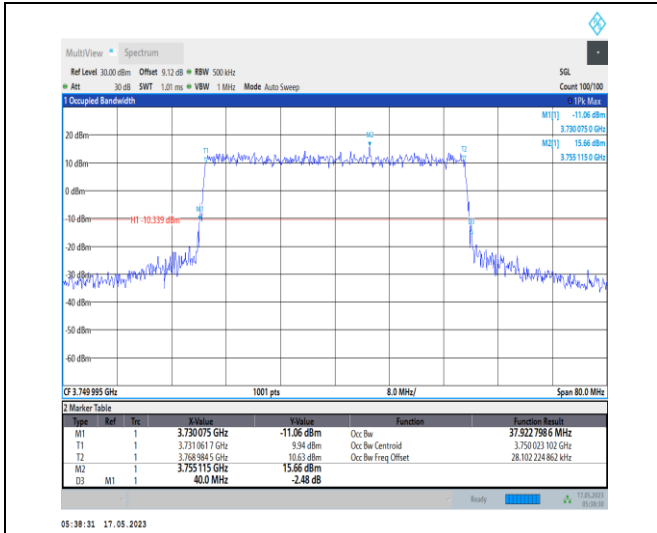 MultiView Spectrum
Ref Level 30.00 dBm Offset 9.12 dB RBW 500 kHz SGL
Att 30 dB SWT 1.01 ms VBW 1 MHz Mode Auto Sweep Count 100/100
1 Occupied Bandwidth 1Pk Max
M1[1] -11.06 dBm
3.730 075 0 GHz
M2[1] 15.66 dBm
3.755 115 0 GHz
20 dBm
M2
T1 T2
10 dBm
0 dBm
M1
-10 dBm H1 -10.339 dBm
D3
-20 dBm
-30 dBm
-40 dBm
-50 dBm
-60 dBm
CF 3.749 995 GHz 1001 pts 8.0 MHz/ Span 80.0 MHz
2 Marker Table
Type Ref Trc X-Value Y-Value Function Function Result
M1 1 3.730075 GHz -11.06 dBm Occ Bw 37.922 798 6 MHz
T1 1 3.731 061 7 GHz 9.94 dBm Occ Bw Centroid 3.750 023 102 GHz
T2 1 3.768 984 5 GHz 10.63 dBm Occ Bw Freq Offset 28.102 224 862 kHz
M2 1 3.755115 GHz 15.66 dBm
D3 M1 1 40.0 MHz -2.48 dB
Ready 17.05.2023
05:38:30
05:38:31 17.05.2023